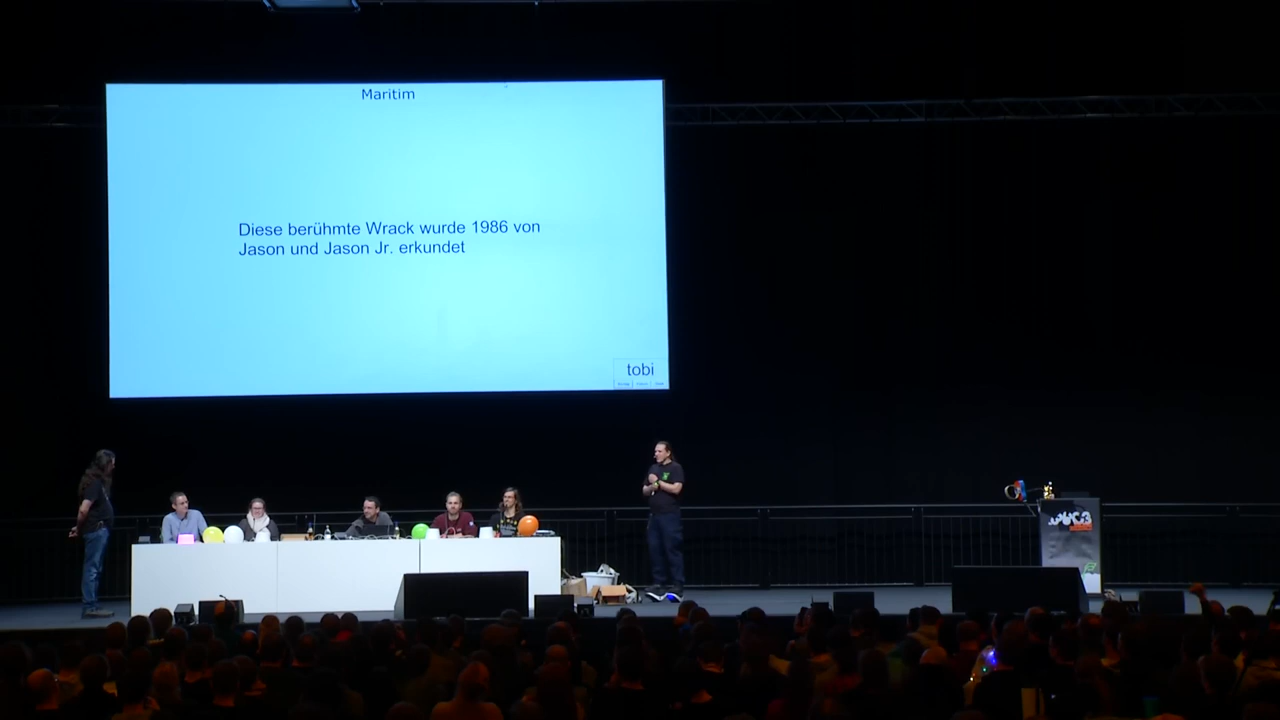 Maritim
Diese berühmte Wrack wurde 1986 von
Jason und Jason Jr. erkundet
tobi